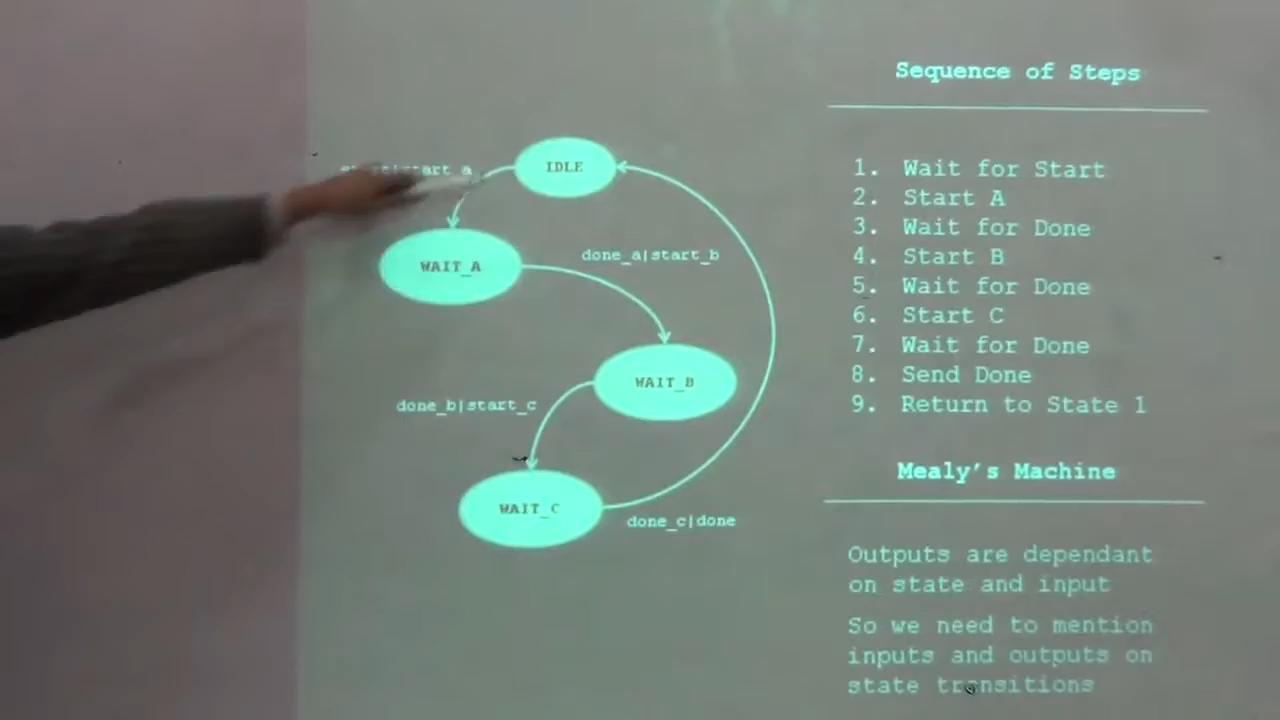 Sequence of Steps
1. Wait for Start
2. Start A
3. Wait for Done
4. Start B
5. Wait for Done
6. Start C
7. Wait for Done
8. Send Done
9. Return to State 1
Mealy's Machine
Outputs are dependant
on state and input
So we need to mention
inputs and outputs on
state transitions
IDLE
WAIT_A
done_a|start_b
WAIT_B
done_b|start_c
WAIT_C
done_c|done